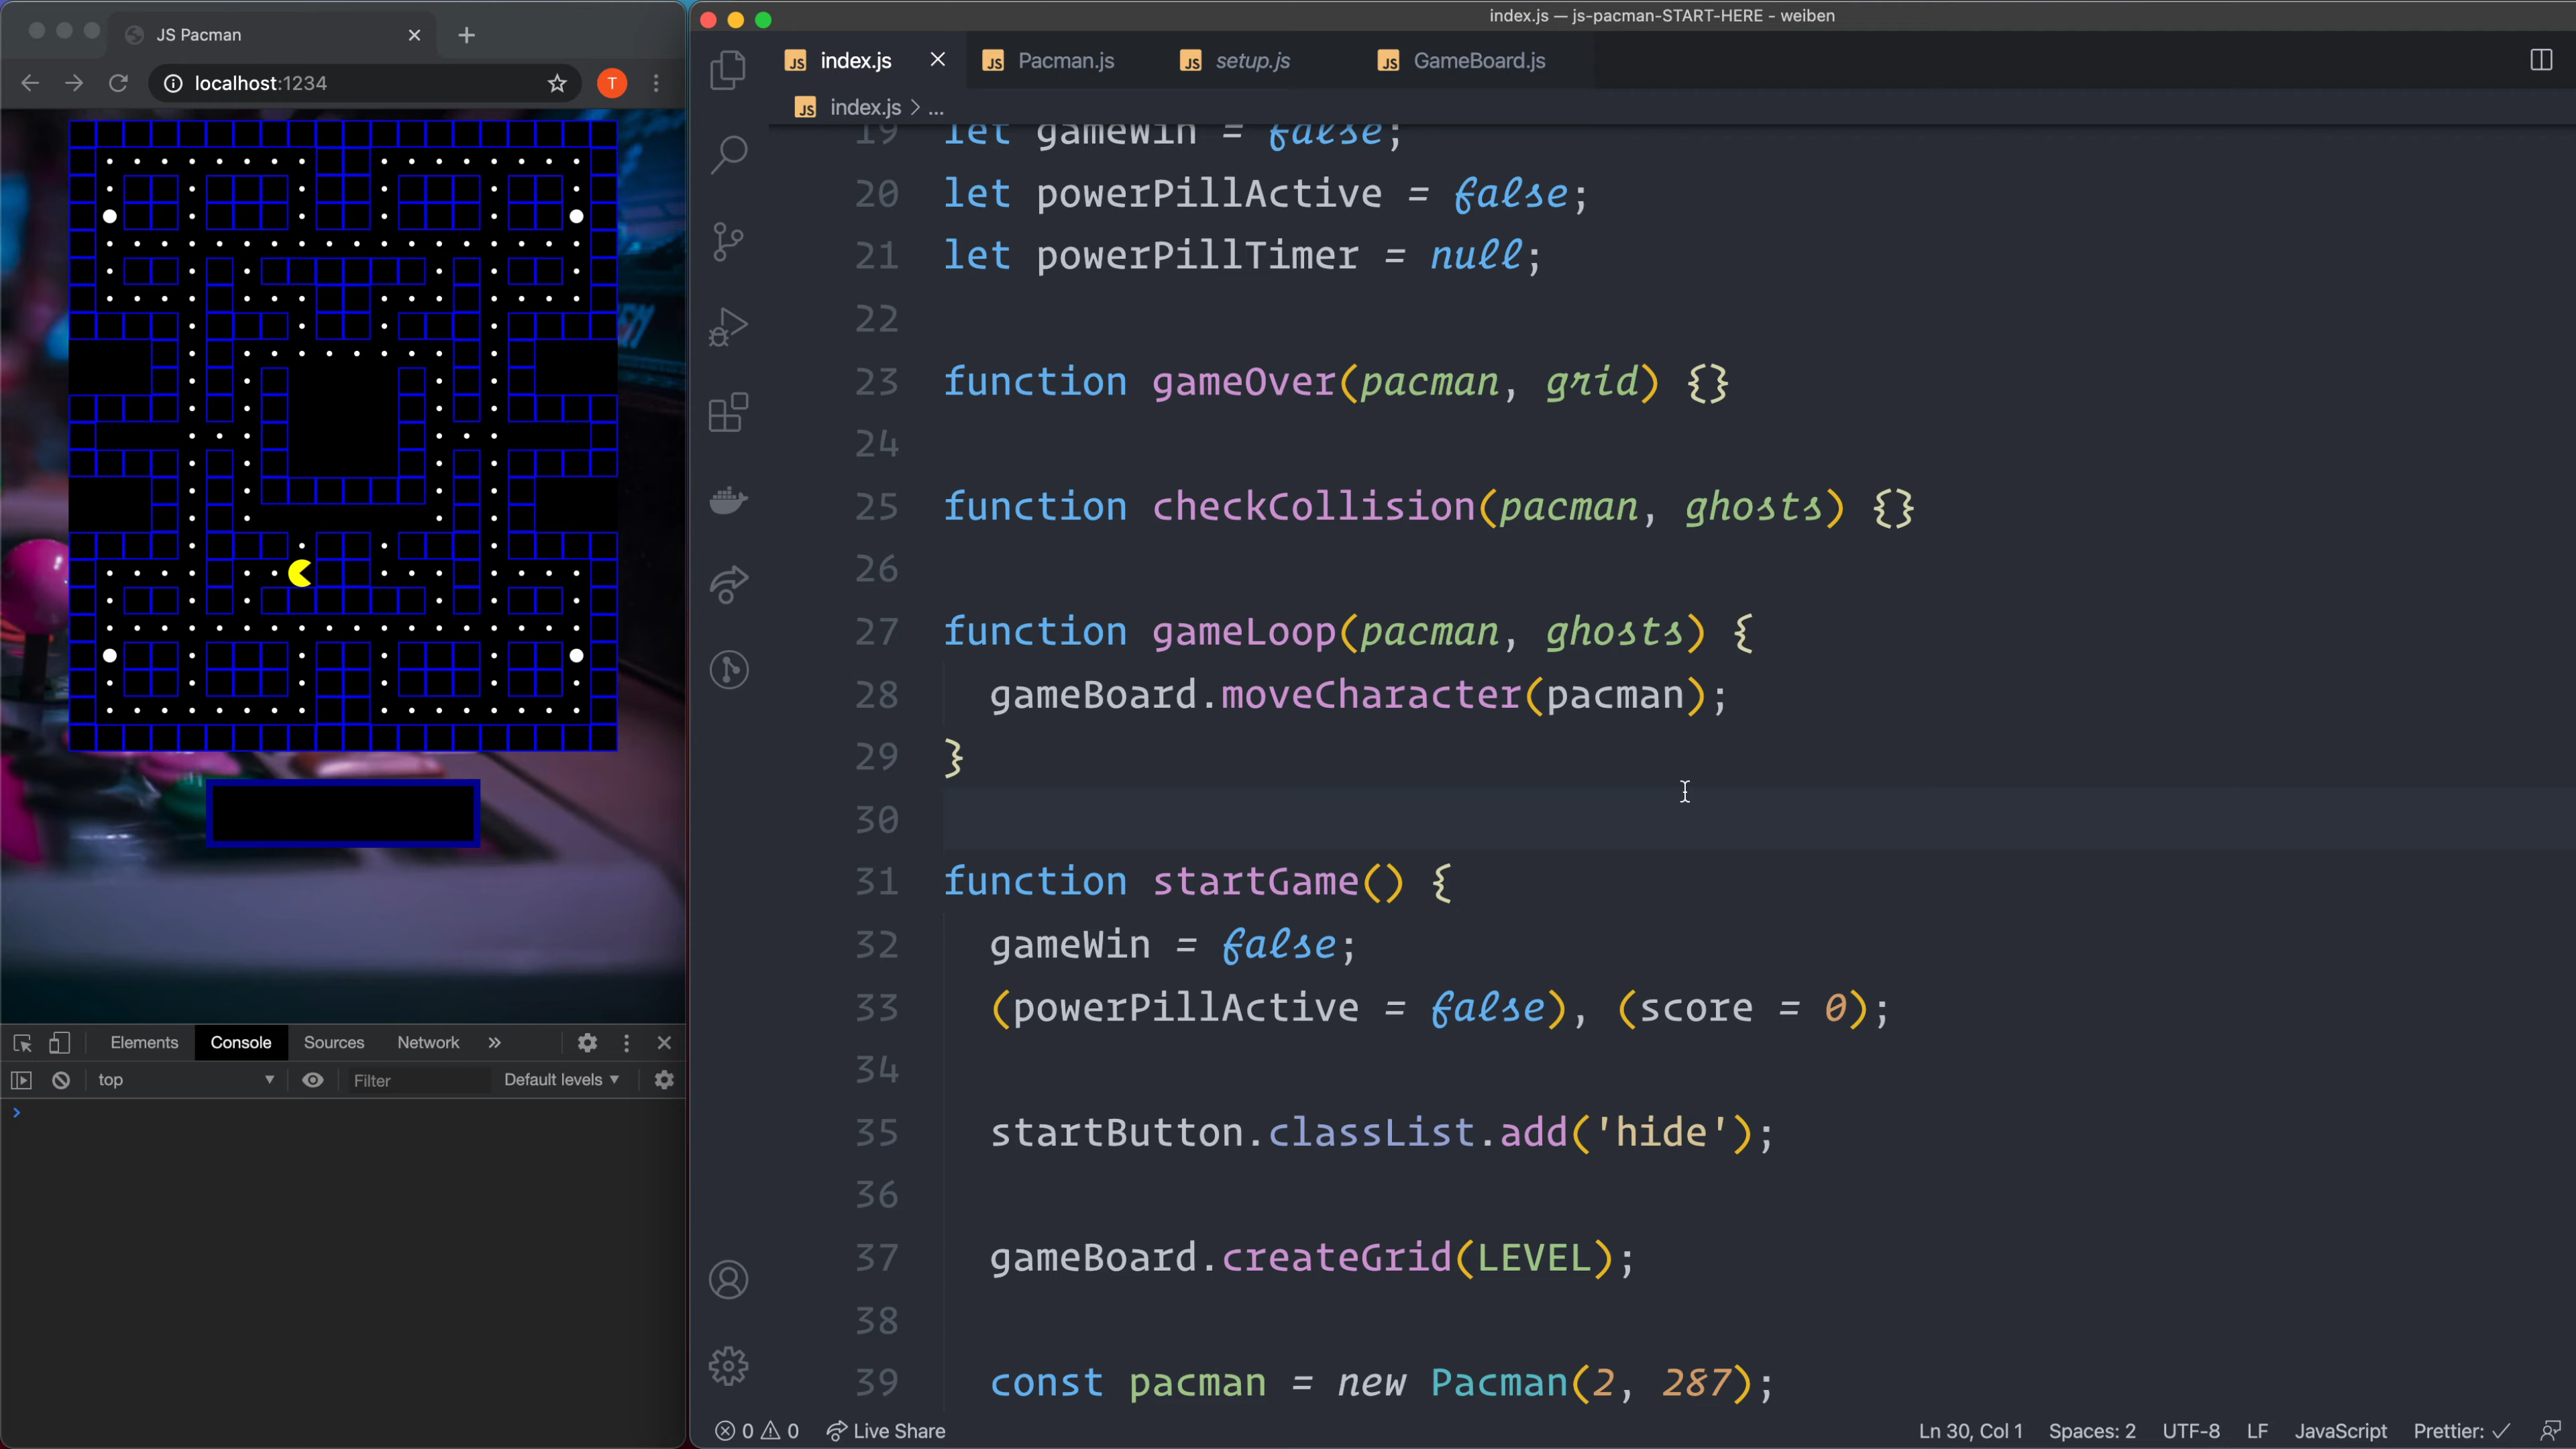 JS Pacman
localhost:1234
Elements Console Sources Network »
top Filter Default levels
index.js — js-pacman-START-HERE - weiben
JS index.js JS Pacman.js JS setup.js JS GameBoard.js
JS index.js > ...
19 let gameWin = false;
20 let powerPillActive = false;
21 let powerPillTimer = null;
22
23 function gameOver(pacman, grid) {}
24
25 function checkCollision(pacman, ghosts) {}
26
27 function gameLoop(pacman, ghosts) {
28 gameBoard.moveCharacter(pacman);
29 }
30
31 function startGame() {
32 gameWin = false;
33 (powerPillActive = false), (score = 0);
34
35 startButton.classList.add('hide');
36
37 gameBoard.createGrid(LEVEL);
38
39 const pacman = new Pacman(2, 287);
0 0 Live Share Ln 30, Col 1 Spaces: 2 UTF-8 LF JavaScript Prettier: ✓
T